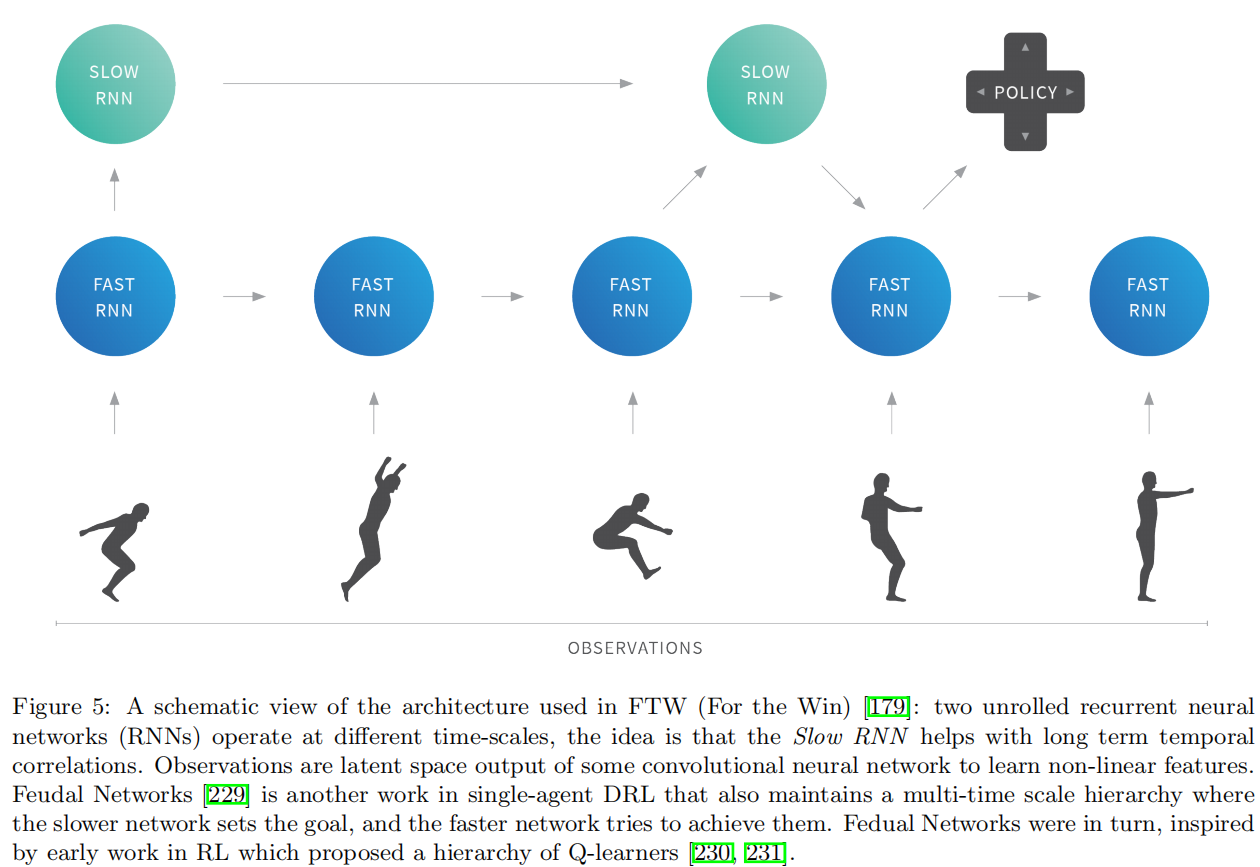 SLOW
RNN
SLOW
RNN
POLICY
FAST
RNN
FAST
RNN
FAST
RNN
FAST
RNN
FAST
RNN
OBSERVATIONS
Figure 5: A schematic view of the architecture used in FTW (For the Win) [179]: two unrolled recurrent neural
networks (RNNs) operate at different time-scales, the idea is that the Slow RNN helps with long term temporal
correlations. Observations are latent space output of some convolutional neural network to learn non-linear features.
Feudal Networks [229] is another work in single-agent DRL that also maintains a multi-time scale hierarchy where
the slower network sets the goal, and the faster network tries to achieve them. Fedual Networks were in turn, inspired
by early work in RL which proposed a hierarchy of Q-learners [230, 231].